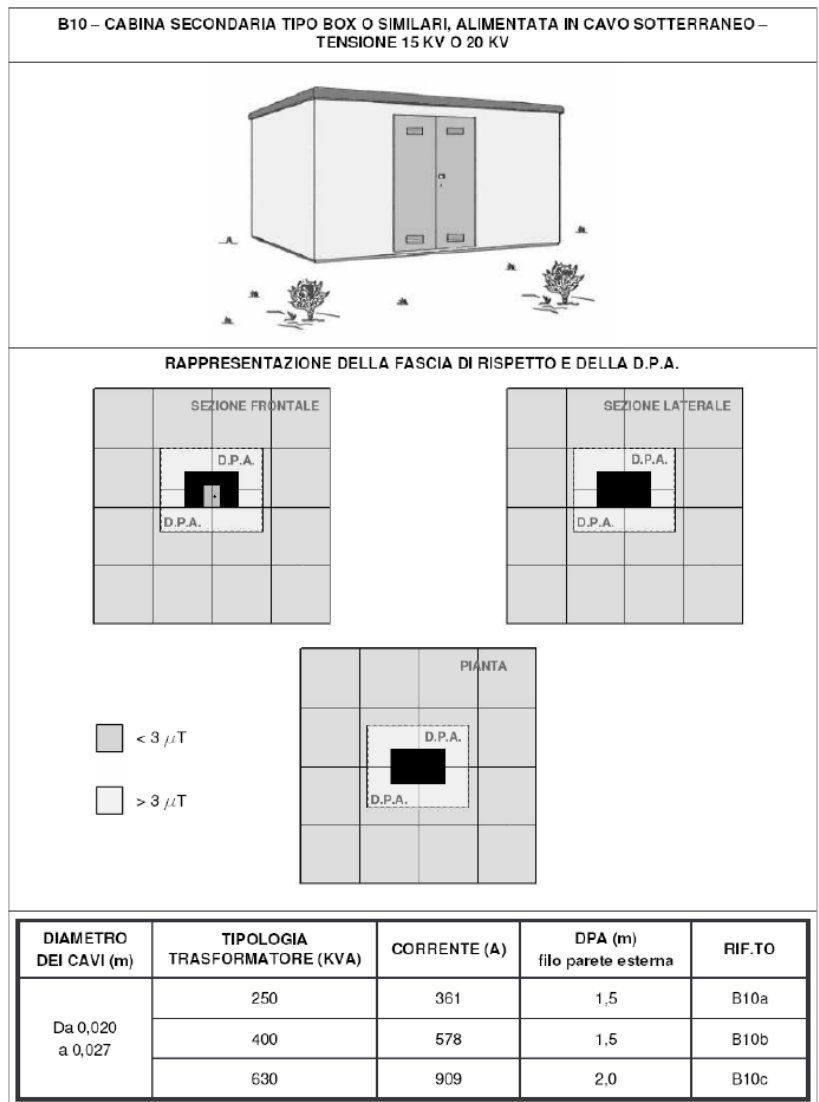 B10 – CABINA SECONDARIA TIPO BOX O SIMILARI, ALIMENTATA IN CAVO SOTTERRANEO –
TENSIONE 15 KV O 20 KV
RAPPRESENTAZIONE DELLA FASCIA DI RISPETTO E DELLA D.P.A.
SEZIONE FRONTALE
D.P.A.
D.P.A.
SEZIONE LATERALE
D.P.A.
D.P.A.
PIANTA
D.P.A.
D.P.A.
< 3 μT
> 3 μT
DIAMETRO
DEI CAVI (m)
TIPOLOGIA
TRASFORMATORE (KVA)
CORRENTE (A)
DPA (m)
filo parete esterna
RIF.TO
Da 0,020
a 0,027
250 361 1,5 B10a
400 578 1,5 B10b
630 909 2,0 B10c